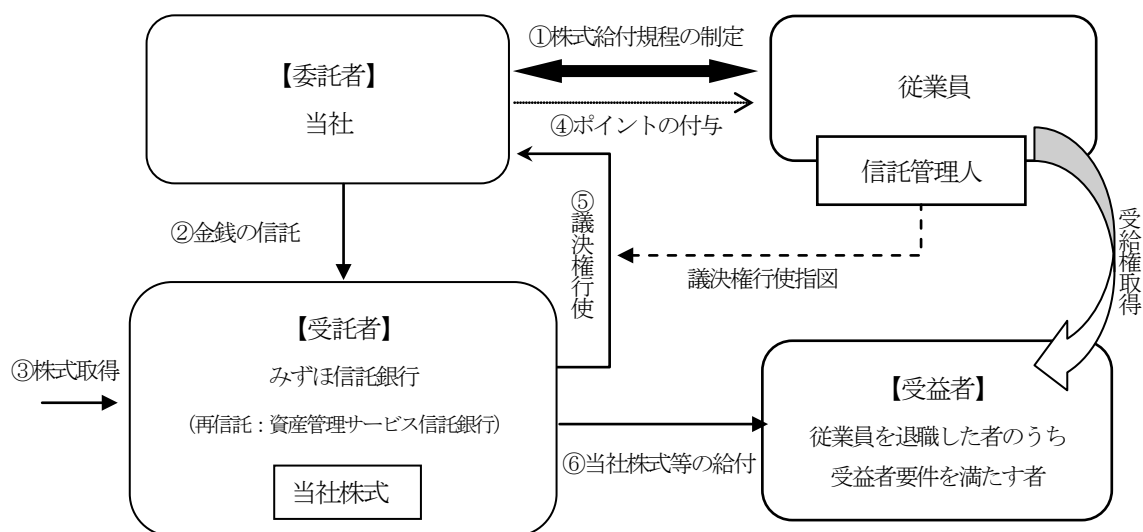 ①株式給付規程の制定
【委託者】
当社
従業員
④ポイントの付与
信託管理人
②金銭の信託
⑤議決権行使
議決権行使指図
受給権取得
【受託者】
みずほ信託銀行
(再信託:資産管理サービス信託銀行)
当社株式
③株式取得
⑥当社株式等の給付
【受益者】
従業員を退職した者のうち
受益者要件を満たす者